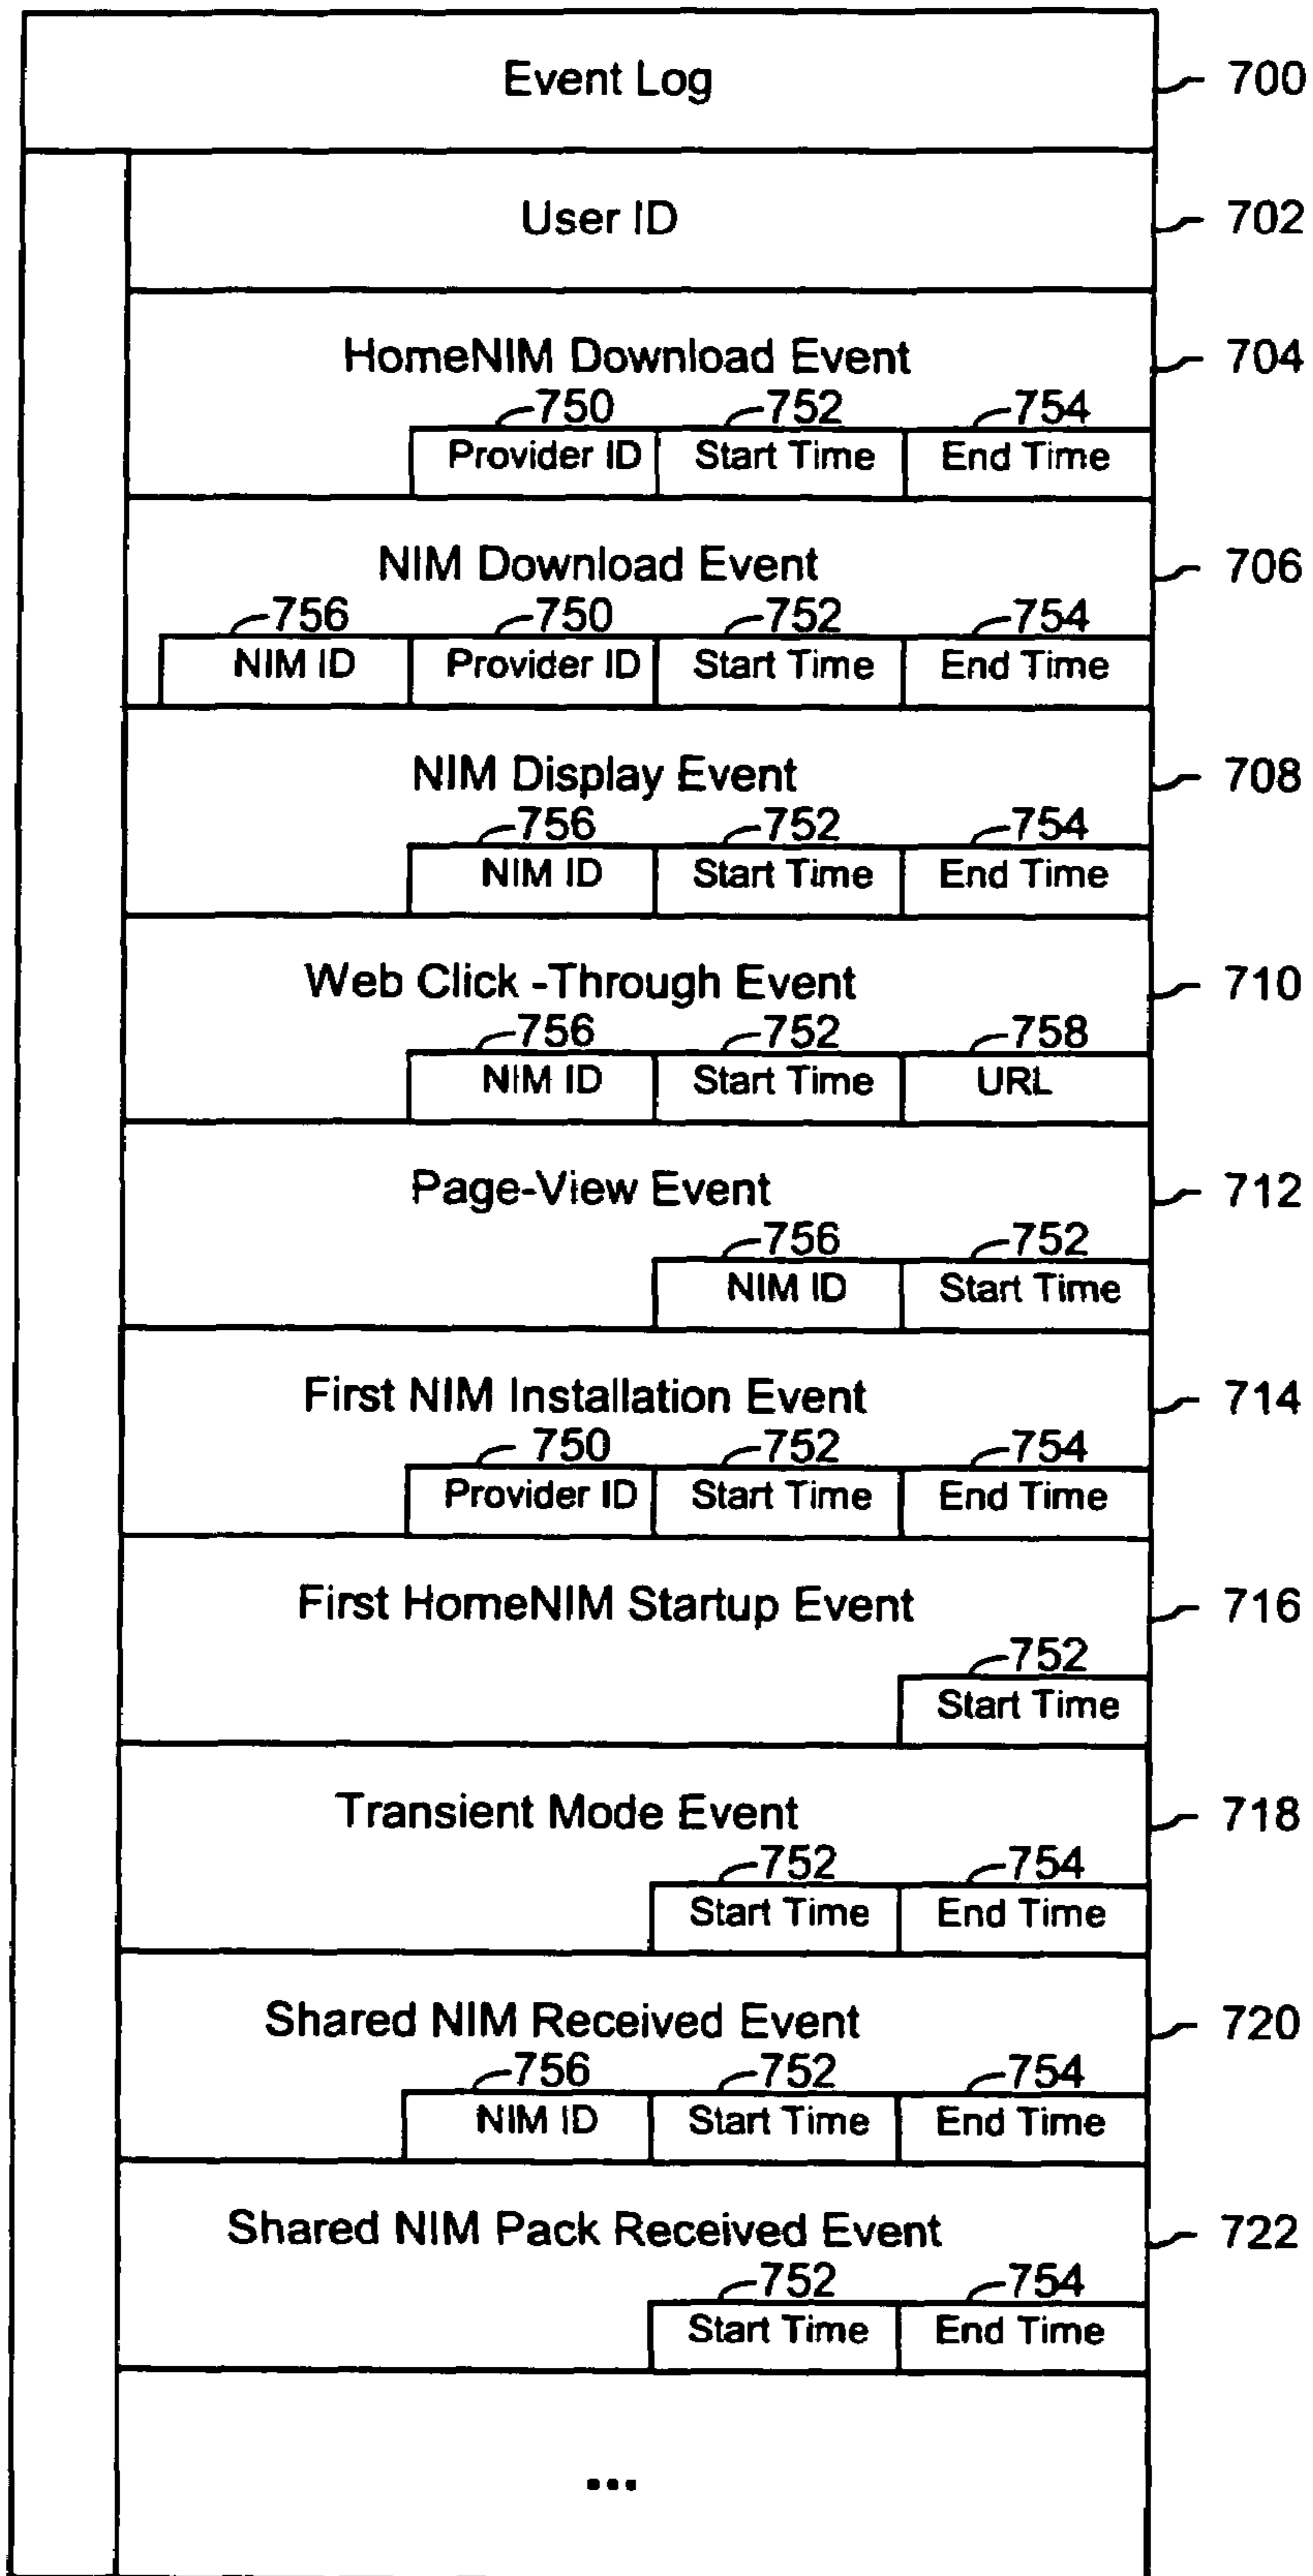 Event Log 700
User ID 702
HomeNIM Download Event 704
750 752 754
Provider ID Start Time End Time
NIM Download Event 706
756 750 752 754
NIM ID Provider ID Start Time End Time
NIM Display Event 708
756 752 754
NIM ID Start Time End Time
Web Click -Through Event 710
756 752 758
NIM ID Start Time URL
Page-View Event 712
756 752
NIM ID Start Time
First NIM Installation Event 714
750 752 754
Provider ID Start Time End Time
First HomeNIM Startup Event 716
752
Start Time
Transient Mode Event 718
752 754
Start Time End Time
Shared NIM Received Event 720
756 752 754
NIM ID Start Time End Time
Shared NIM Pack Received Event 722
752 754
Start Time End Time
...